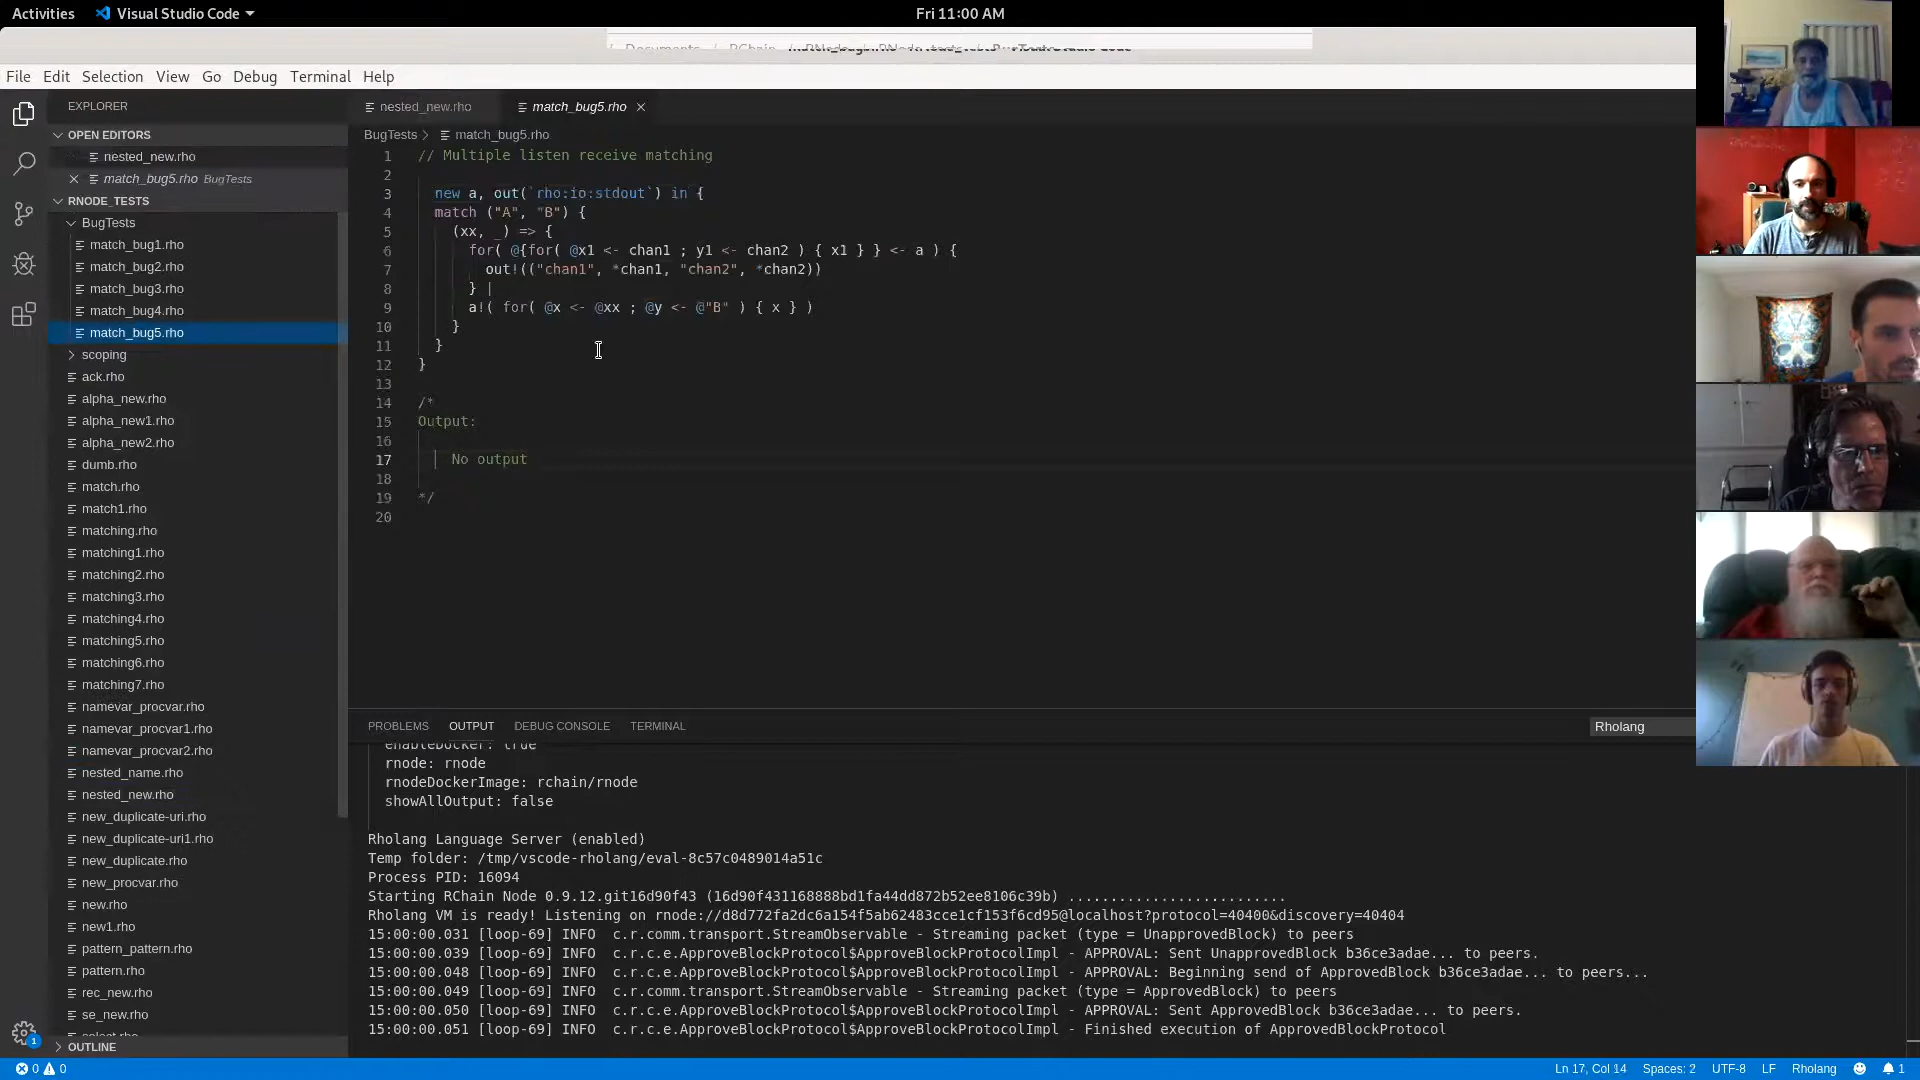 Activities
Visual Studio Code
Fri 11:00 AM
File Edit Selection View Go Debug Terminal Help
EXPLORER
OPEN EDITORS
nested_new.rho
match_bug5.rho BugTests
RNODE_TESTS
BugTests
match_bug1.rho
match_bug2.rho
match_bug3.rho
match_bug4.rho
match_bug5.rho
scoping
ack.rho
alpha_new.rho
alpha_new1.rho
alpha_new2.rho
dumb.rho
match.rho
match1.rho
matching.rho
matching1.rho
matching2.rho
matching3.rho
matching4.rho
matching5.rho
matching6.rho
matching7.rho
namevar_procvar.rho
namevar_procvar1.rho
namevar_procvar2.rho
nested_name.rho
nested_new.rho
new_duplicate-uri.rho
new_duplicate-uri1.rho
new_duplicate.rho
new_procvar.rho
new.rho
new1.rho
pattern_pattern.rho
pattern.rho
rec_new.rho
se_new.rho
OUTLINE
nested_new.rho
match_bug5.rho
BugTests > match_bug5.rho
1 // Multiple listen receive matching
2
3 new a, out(`rho:io:stdout`) in {
4 match ("A", "B") {
5 (xx, _) => {
6 for( @{for( @x1 <- chan1 ; y1 <- chan2 ) { x1 } } <- a ) {
7 out!(("chan1", *chan1, "chan2", *chan2))
8 } |
9 a!( for( @x <- @xx ; @y <- @"B" ) { x } )
10 }
11 }
12 }
13
14 /*
15 Output:
16
17 No output
18
19 */
20
PROBLEMS OUTPUT DEBUG CONSOLE TERMINAL
Rholang
enableDocker: true
rnode: rnode
rnodeDockerImage: rchain/rnode
showAllOutput: false
Rholang Language Server (enabled)
Temp folder: /tmp/vscode-rholang/eval-8c57c0489014a51c
Process PID: 16094
Starting RChain Node 0.9.12.git16d90f43 (16d90f431168888bd1fa44dd872b52ee8106c39b) ..........................
Rholang VM is ready! Listening on rnode://d8d772fa2dc6a154f5ab62483cce1cf153f6cd95@localhost?protocol=40400&discovery=40404
15:00:00.031 [loop-69] INFO c.r.comm.transport.StreamObservable - Streaming packet (type = UnapprovedBlock) to peers
15:00:00.039 [loop-69] INFO c.r.c.e.ApproveBlockProtocol$ApproveBlockProtocolImpl - APPROVAL: Sent UnapprovedBlock b36ce3adae... to peers.
15:00:00.048 [loop-69] INFO c.r.c.e.ApproveBlockProtocol$ApproveBlockProtocolImpl - APPROVAL: Beginning send of ApprovedBlock b36ce3adae... to peers...
15:00:00.049 [loop-69] INFO c.r.comm.transport.StreamObservable - Streaming packet (type = ApprovedBlock) to peers
15:00:00.050 [loop-69] INFO c.r.c.e.ApproveBlockProtocol$ApproveBlockProtocolImpl - APPROVAL: Sent ApprovedBlock b36ce3adae... to peers.
15:00:00.051 [loop-69] INFO c.r.c.e.ApproveBlockProtocol$ApproveBlockProtocolImpl - Finished execution of ApprovedBlockProtocol
1
0 0
Ln 17, Col 14 Spaces: 2 UTF-8 LF Rholang 1